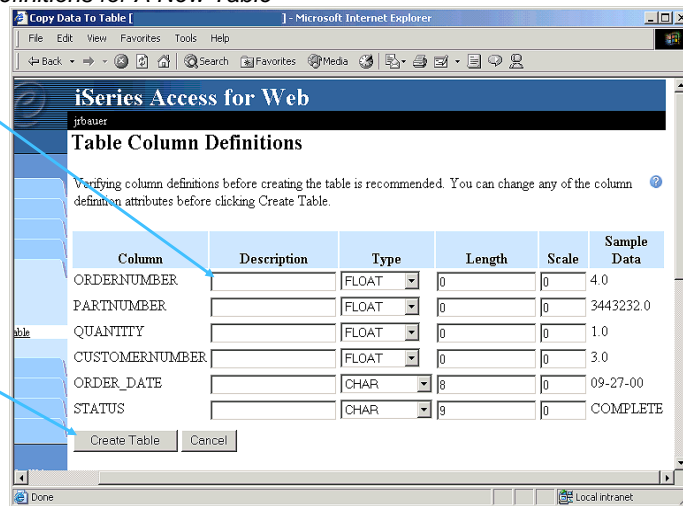 efinitions for A New Table
Copy Data To Table [ ] - Microsoft Internet Explorer
File Edit View Favorites Tools Help
Back Search Favorites Media
iSeries Access for Web
jrbauer
Table Column Definitions
Verifying column definitions before creating the table is recommended. You can change any of the column
definition attributes before clicking Create Table.
Column Description Type Length Scale Sample Data
ORDERNUMBER FLOAT 0 0 4.0
PARTNUMBER FLOAT 0 0 3443232.0
able
QUANTITY FLOAT 0 0 1.0
CUSTOMERNUMBER FLOAT 0 0 3.0
ORDER_DATE CHAR 8 0 09-27-00
STATUS CHAR 9 0 COMPLETE
Create Table Cancel
Done Local intranet